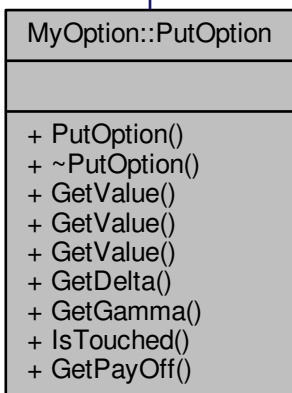 MyOption::PutOption
+ PutOption()
+ ~PutOption()
+ GetValue()
+ GetValue()
+ GetValue()
+ GetDelta()
+ GetGamma()
+ IsTouched()
+ GetPayOff()